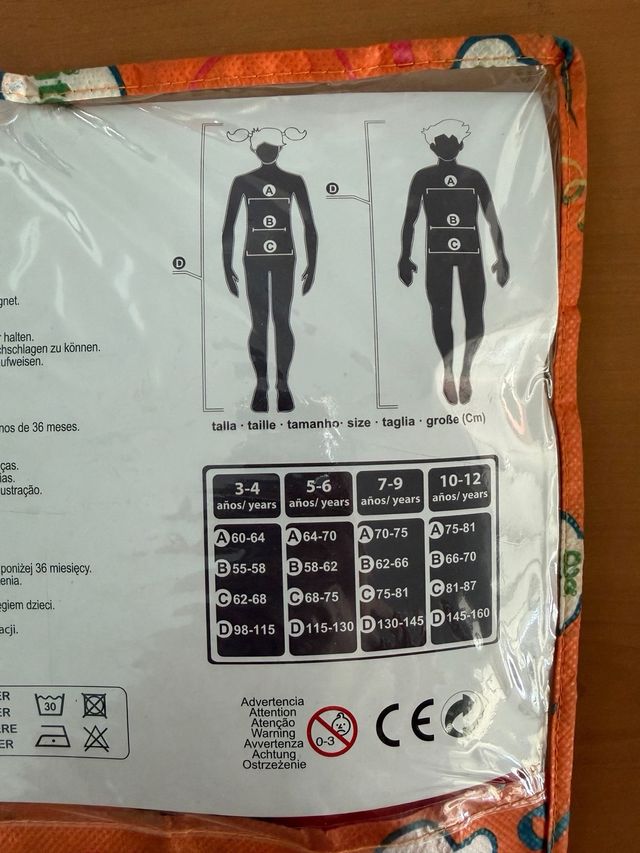 A
A
D
B
B
C
C
D
gnet.
r halten.
chschlagen zu können.
ufweisen.
nos de 36 meses.
talla · taille · tamanho· size · taglia · große (Cm)
ças.
ias.
ustração.
3-4 años/ years
5-6 años/ years
7-9 años/ years
10-12 años/ years
A 60-64
A 64-70
A 70-75
A 75-81
B 55-58
B 58-62
B 62-66
B 66-70
C 62-68
C 68-75
C 75-81
C 81-87
D 98-115
D 115-130
D 130-145
D 145-160
poniżej 36 miesięcy.
enia.
egiem dzieci.
acji.
ER
ER
RRE
ER
30
Advertencia
Attention
Atenção
Warning
Avvertenza
Achtung
Ostrzeżenie
0-3
CE